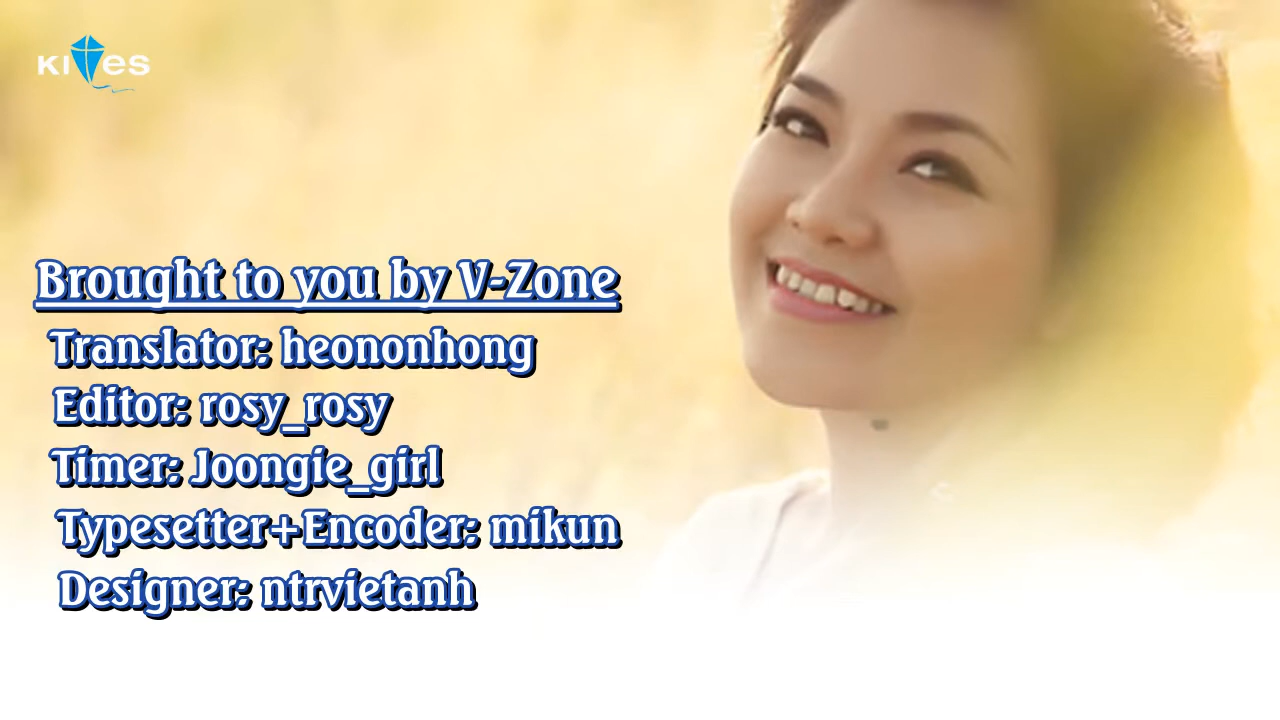 KITES
Brought to you by V-Zone
Translator: heononhong
Editor: rosy_rosy
Timer: Joongie_girl
Typesetter+Encoder: mikun
Designer: ntrvietanh